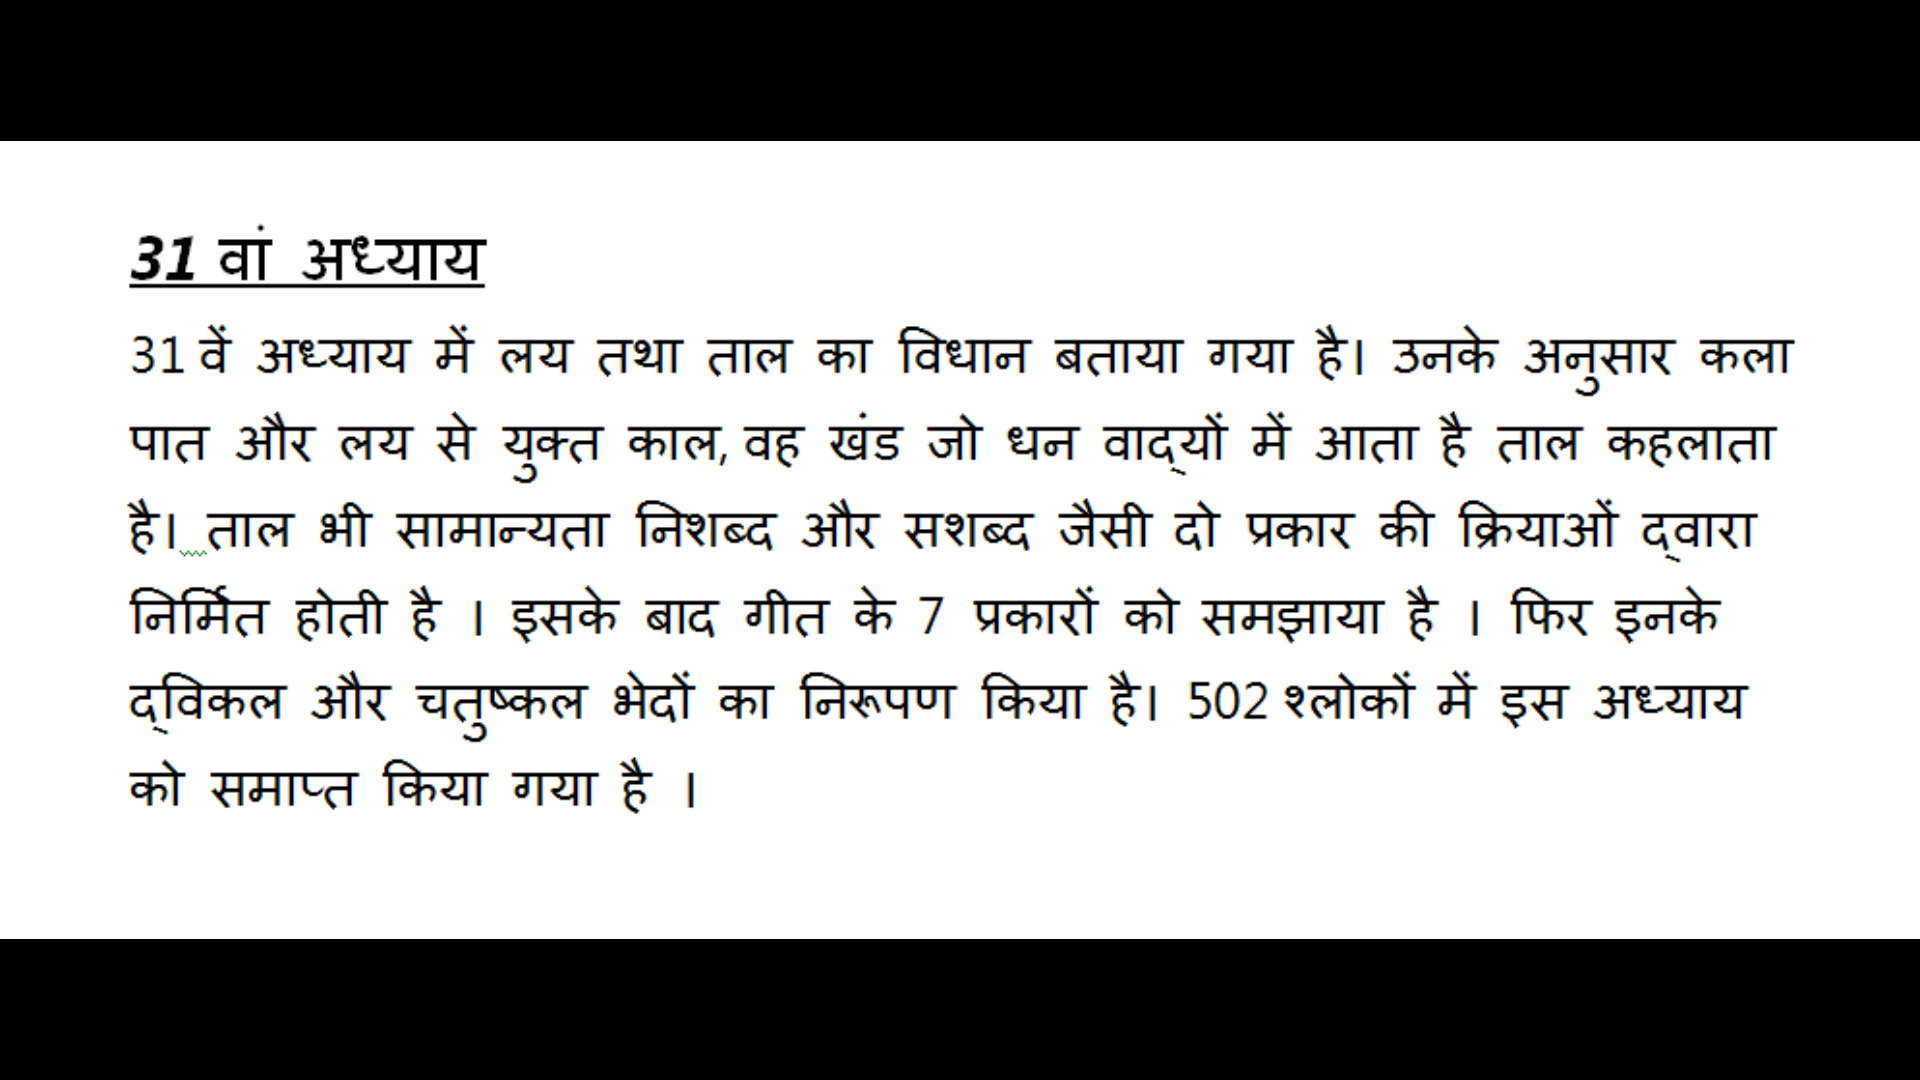 31 वां अध्याय
31 वें अध्याय में लय तथा ताल का विधान बताया गया है। उनके अनुसार कला
पात और लय से युक्त काल, वह खंड जो धन वाद्यों में आता है ताल कहलाता
है। ताल भी सामान्यता निशब्द और सशब्द जैसी दो प्रकार की क्रियाओं द्वारा
निर्मित होती है । इसके बाद गीत के 7 प्रकारों को समझाया है । फिर इनके
द्विकल और चतुष्कल भेदों का निरूपण किया है। 502 श्लोकों में इस अध्याय
को समाप्त किया गया है ।